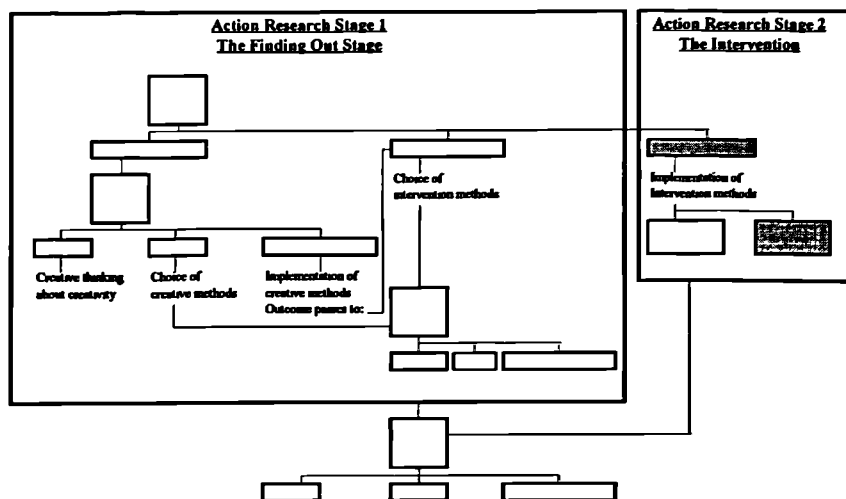 Action Research Stage 1
The Finding Out Stage
Action Research Stage 2
The Intervention
Choice of
intervention methods
Implementation of
Intervention methods
Creative thinking
about creativity
Choice of
creative methods
Implementation of
creative methods
Outcome passes to: